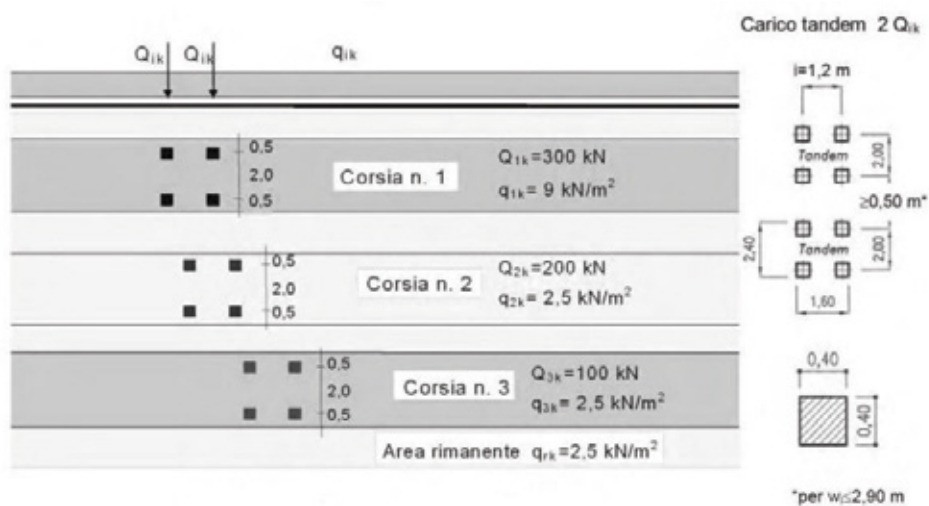 Carico tandem 2 Qik
Qik Qik qik
i=1,2 m
0,5
2.0
0,5
Corsia n. 1
Q1k=300 kN
q1k= 9 kN/m²
Tandem
2,00
≥0,50 m*
0,5
2.0
0,5
Corsia n. 2
Q2k=200 kN
q2k= 2,5 kN/m²
2,40
Tandem
2,00
1,60
0,5
2,0
0,5
Corsia n. 3
Q3k=100 kN
q3k= 2,5 kN/m²
0,40
0,40
Area rimanente qrk=2,5 kN/m²
*per wl≤2,90 m